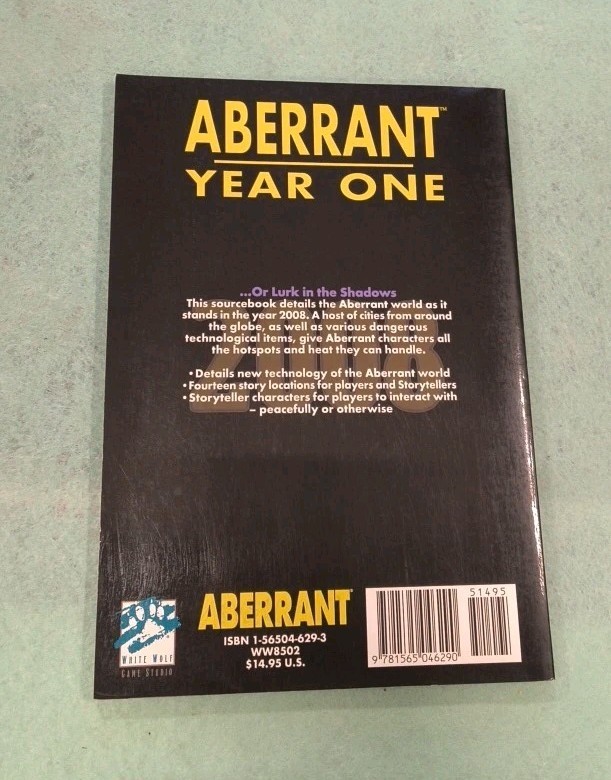 ABERRANT™
YEAR ONE
...Or Lurk in the Shadows
This sourcebook details the Aberrant world as it
stands in the year 2008. A host of cities from around
the globe, as well as various dangerous
technological items, give Aberrant characters all
the hotspots and heat they can handle.
• Details new technology of the Aberrant world
• Fourteen story locations for players and Storytellers
• Storyteller characters for players to interact with
– peacefully or otherwise
2008
WHITE WOLF
GAME STUDIO
ABERRANT®
ISBN 1-56504-629-3
WW8502
$14.95 U.S.
51495
9 781565 046290